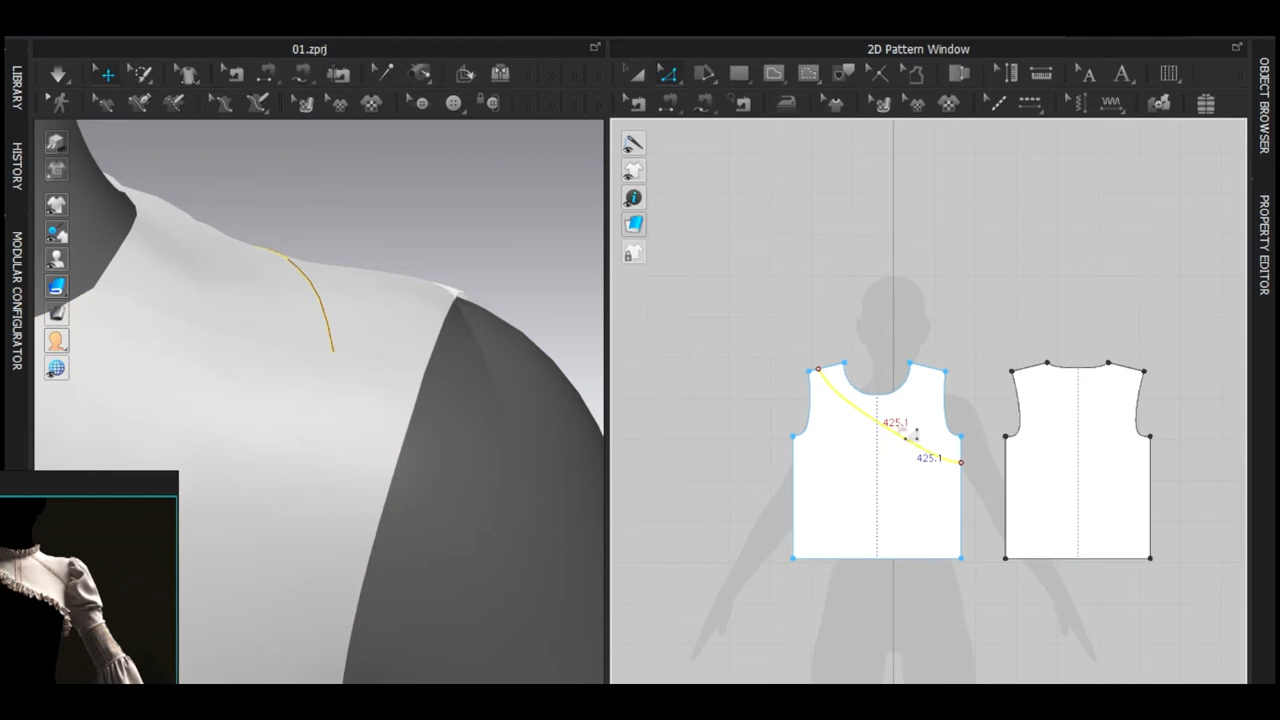 01.zprj
2D Pattern Window
LIBRARY
HISTORY
MODULAR CONFIGURATOR
OBJECT BROWSER
PROPERTY EDITOR
425.1
425.1